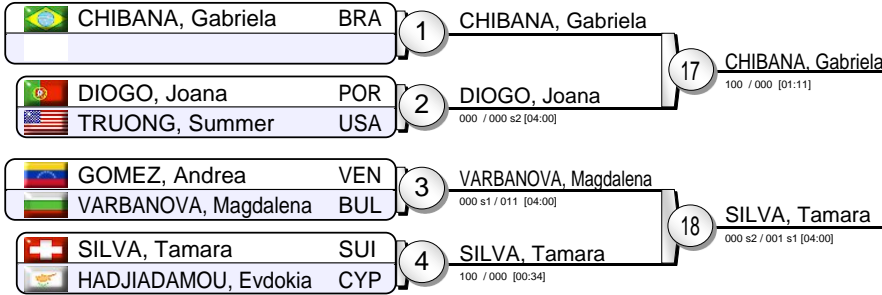 CHIBANA, Gabriela BRA
1
CHIBANA, Gabriela
17
CHIBANA, Gabriela
100 / 000 [01:11]
DIOGO, Joana POR
TRUONG, Summer USA
2
DIOGO, Joana
000 / 000 s2 [04:00]
GOMEZ, Andrea VEN
VARBANOVA, Magdalena BUL
3
VARBANOVA, Magdalena
000 s1 / 011 [04:00]
18
SILVA, Tamara
000 s2 / 001 s1 [04:00]
SILVA, Tamara SUI
HADJIADAMOU, Evdokia CYP
4
SILVA, Tamara
100 / 000 [00:34]